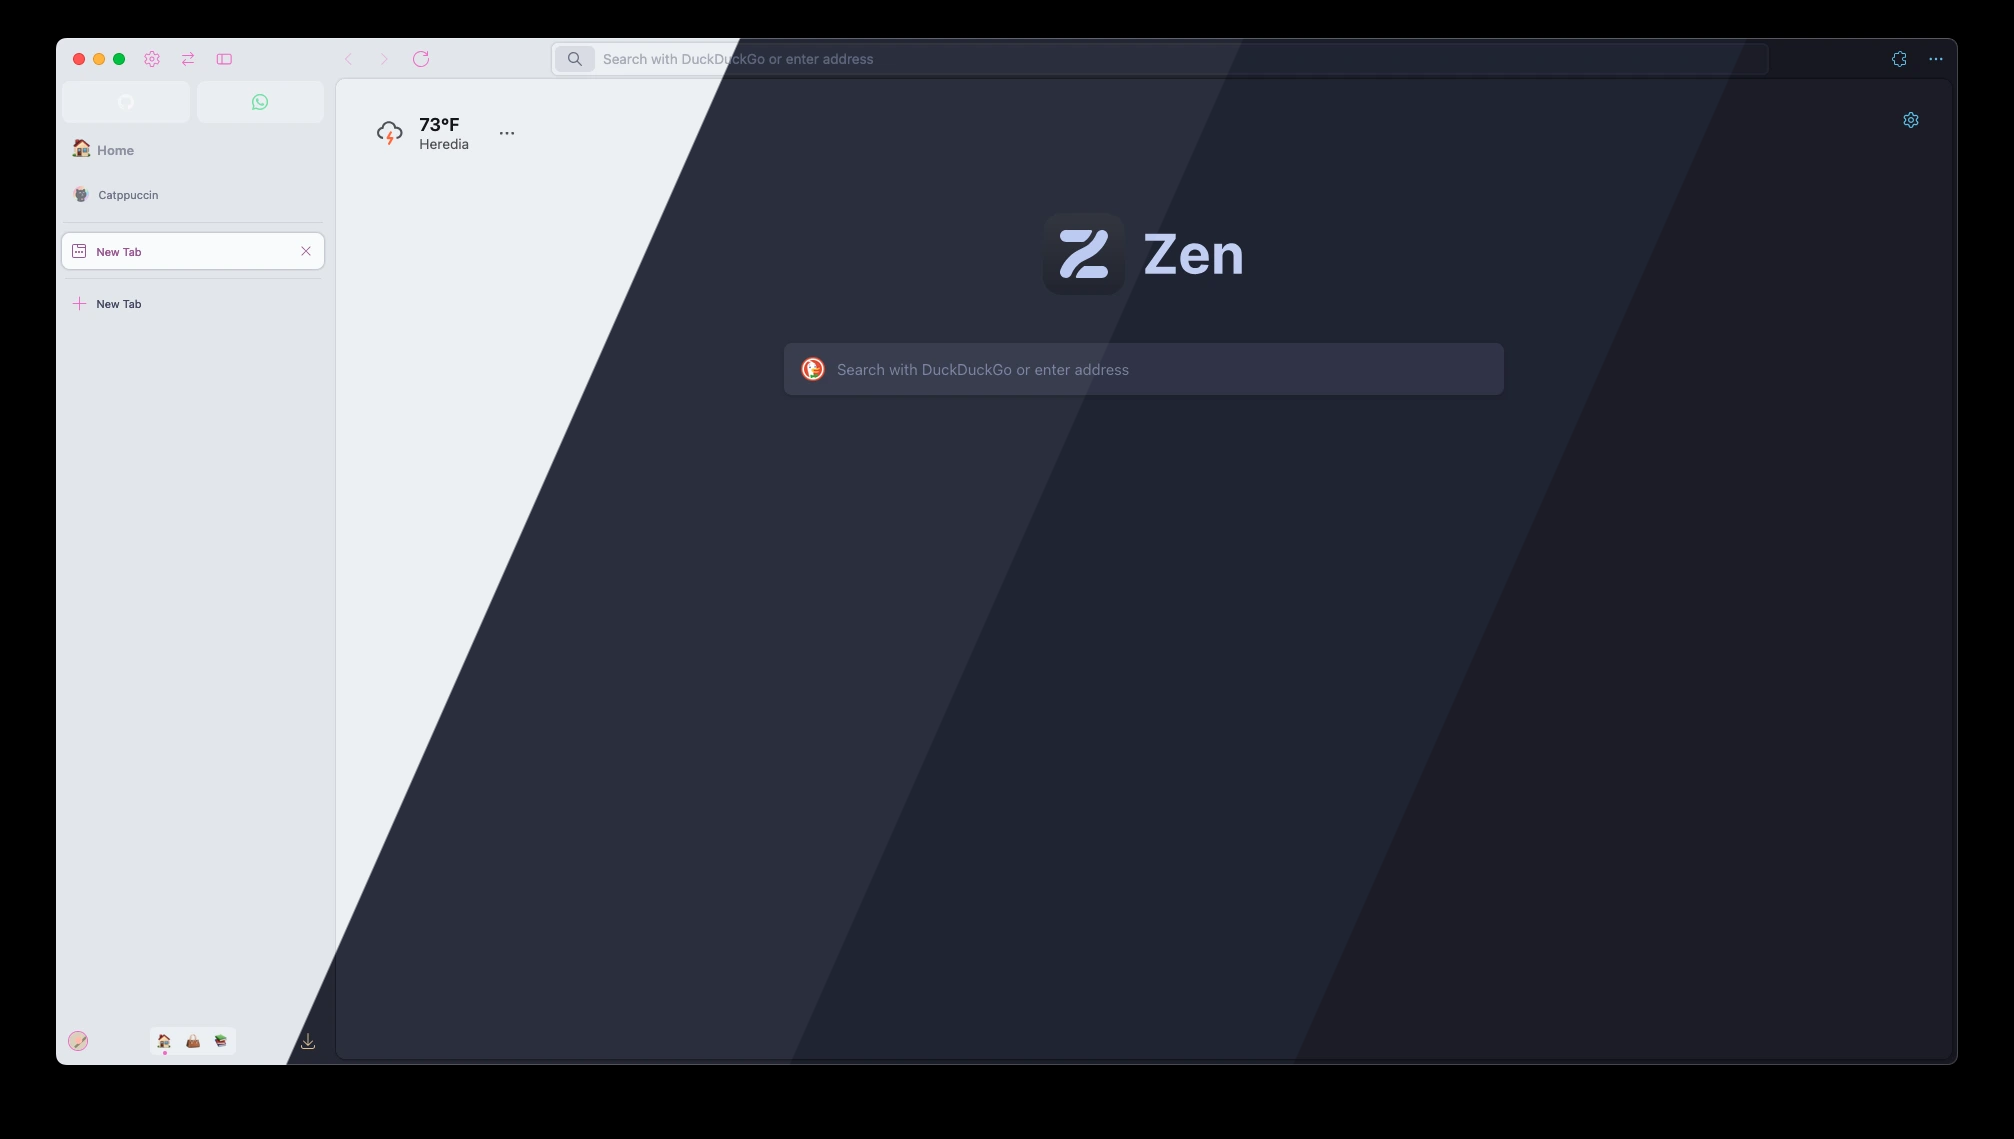 Search with DuckDuckGo or enter address
Home
Catppuccin
New Tab
New Tab
73°F
Heredia
Zen
Search with DuckDuckGo or enter address